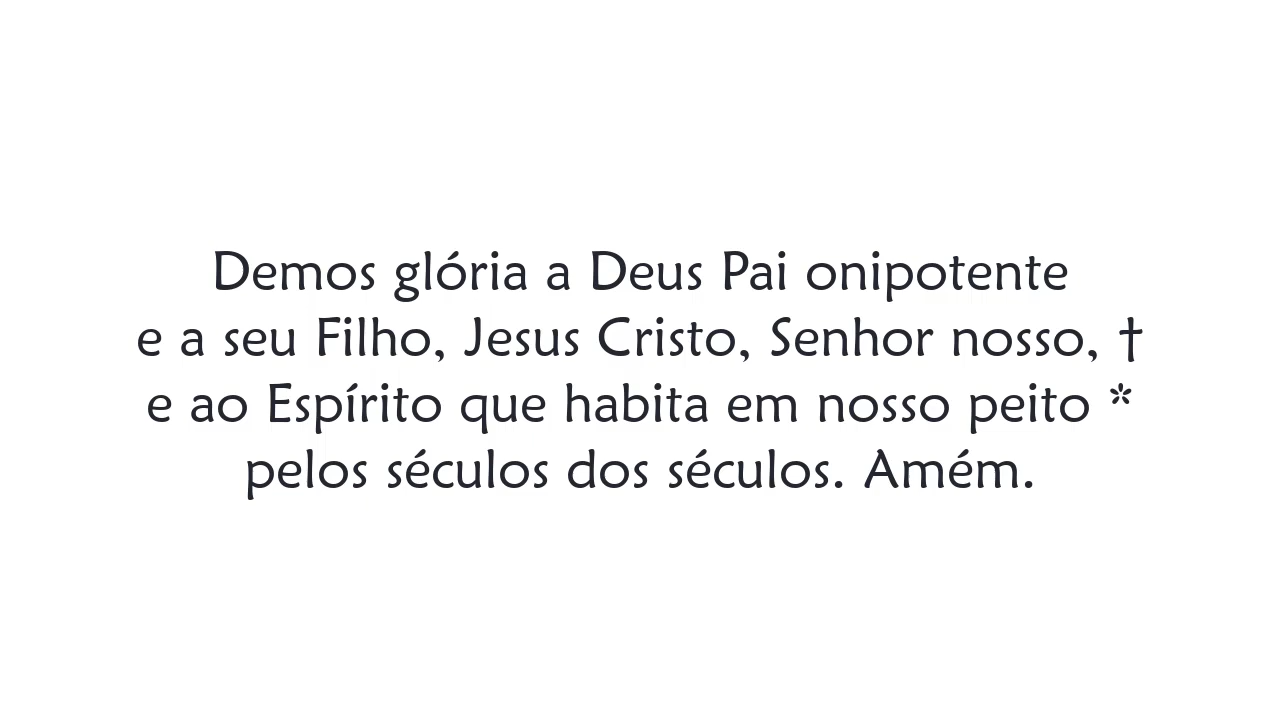 Demos glória a Deus Pai onipotente
e a seu Filho, Jesus Cristo, Senhor nosso, †
e ao Espírito que habita em nosso peito *
pelos séculos dos séculos. Amém.